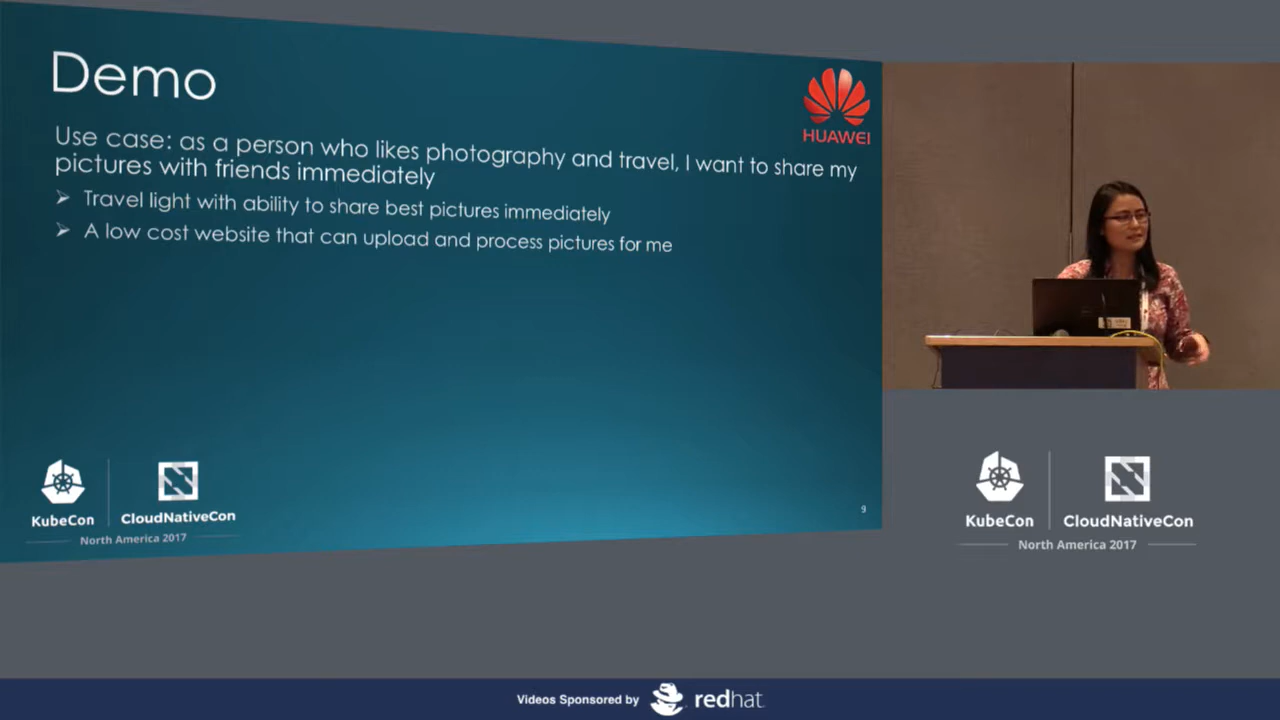 Demo
HUAWEI
Use case: as a person who likes photography and travel, I want to share my
pictures with friends immediately
Travel light with ability to share best pictures immediately
A low cost website that can upload and process pictures for me
9
KubeCon
CloudNativeCon
North America 2017
KubeCon
CloudNativeCon
North America 2017
Videos Sponsored by
redhat